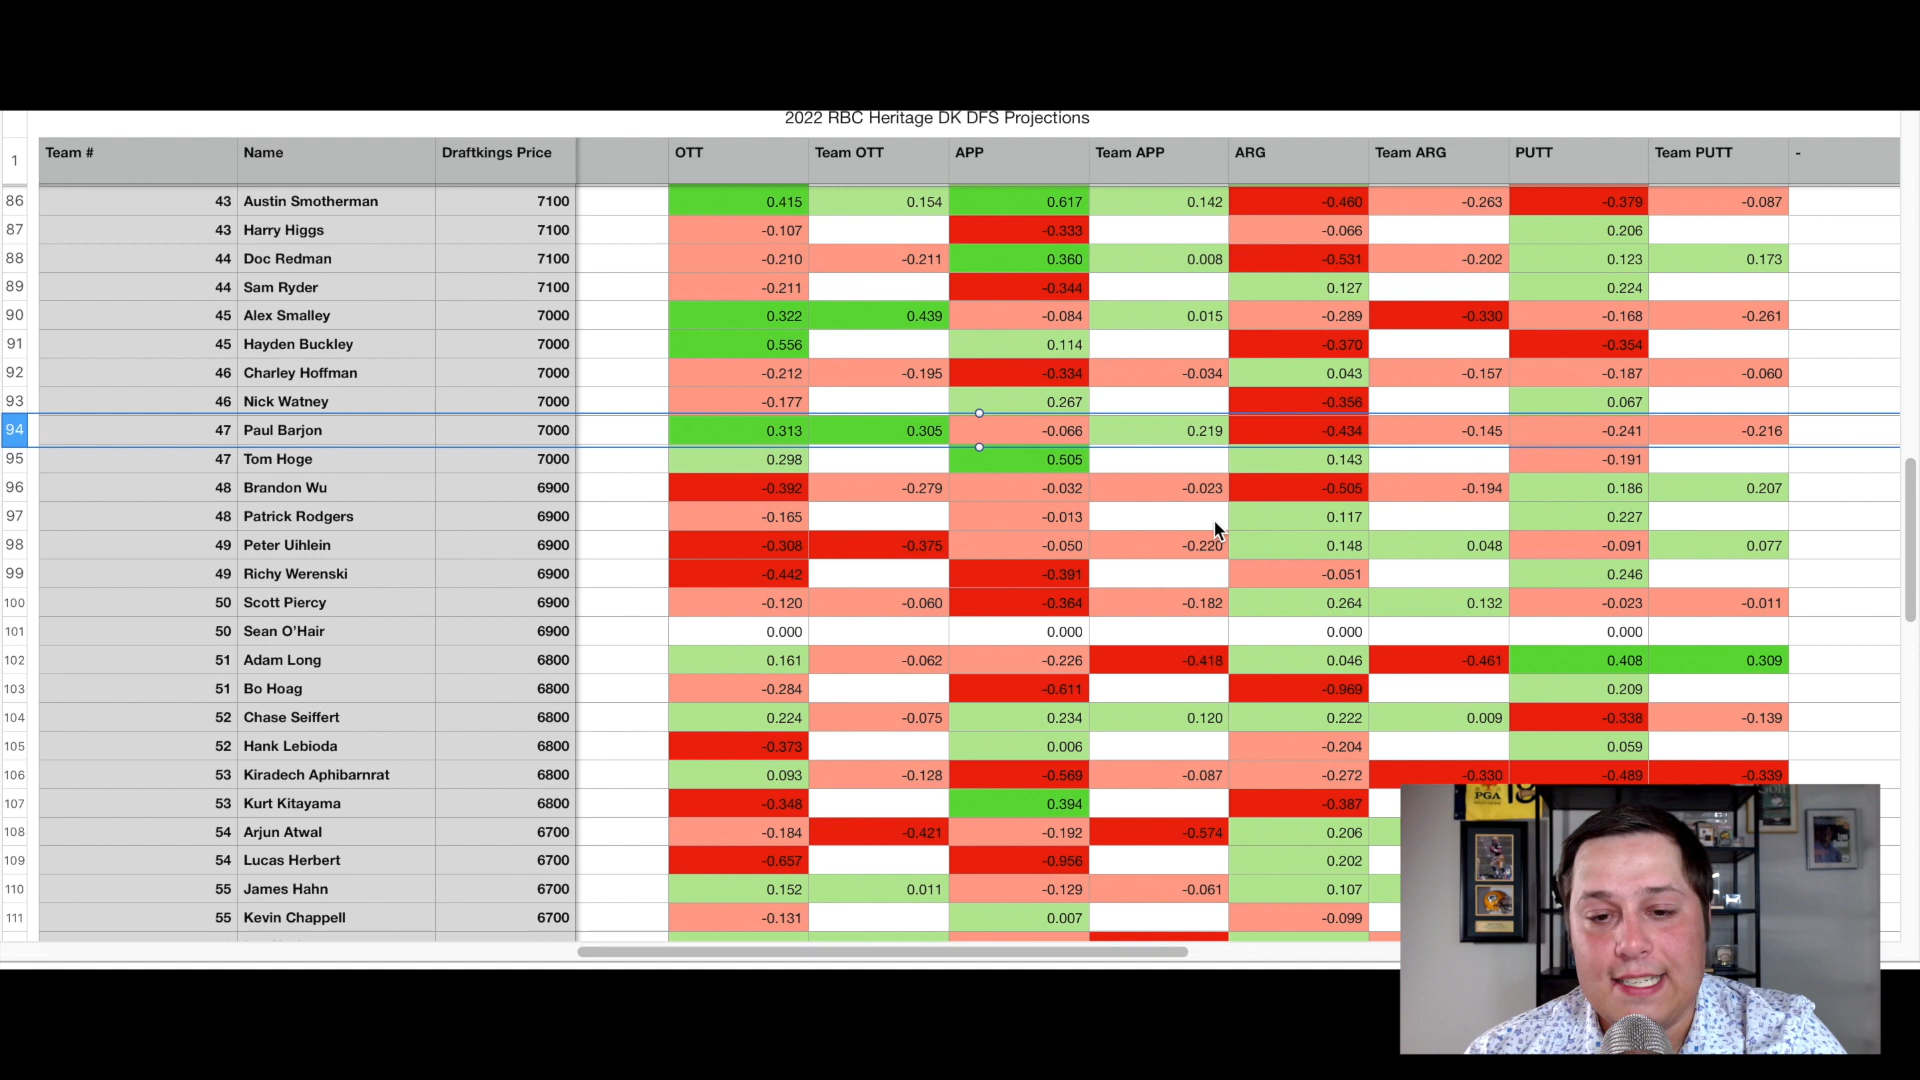 2022 RBC Heritage DK DFS Projections
1 Team # Name Draftkings Price OTT Team OTT APP Team APP ARG Team ARG PUTT Team PUTT -
86 43 Austin Smotherman 7100 0.415 0.154 0.617 0.142 -0.460 -0.263 -0.379 -0.087
87 43 Harry Higgs 7100 -0.107 -0.333 -0.066 0.206
88 44 Doc Redman 7100 -0.210 -0.211 0.360 0.008 -0.531 -0.202 0.123 0.173
89 44 Sam Ryder 7100 -0.211 -0.344 0.127 0.224
90 45 Alex Smalley 7000 0.322 0.439 -0.084 0.015 -0.289 -0.330 -0.168 -0.261
91 45 Hayden Buckley 7000 0.556 0.114 -0.370 -0.354
92 46 Charley Hoffman 7000 -0.212 -0.195 -0.334 -0.034 0.043 -0.157 -0.187 -0.060
93 46 Nick Watney 7000 -0.177 0.267 -0.356 0.067
94 47 Paul Barjon 7000 0.313 0.305 -0.066 0.219 -0.434 -0.145 -0.241 -0.216
95 47 Tom Hoge 7000 0.298 0.505 0.143 -0.191
96 48 Brandon Wu 6900 -0.392 -0.279 -0.032 -0.023 -0.505 -0.194 0.186 0.207
97 48 Patrick Rodgers 6900 -0.165 -0.013 0.117 0.227
98 49 Peter Uihlein 6900 -0.308 -0.375 -0.050 -0.220 0.148 0.048 -0.091 0.077
99 49 Richy Werenski 6900 -0.442 -0.391 -0.051 0.246
100 50 Scott Piercy 6900 -0.120 -0.060 -0.364 -0.182 0.264 0.132 -0.023 -0.011
101 50 Sean O’Hair 6900 0.000 0.000 0.000 0.000
102 51 Adam Long 6800 0.161 -0.062 -0.226 -0.418 0.046 -0.461 0.408 0.309
103 51 Bo Hoag 6800 -0.284 -0.611 -0.969 0.209
104 52 Chase Seiffert 6800 0.224 -0.075 0.234 0.120 0.222 0.009 -0.338 -0.139
105 52 Hank Lebioda 6800 -0.373 0.006 -0.204 0.059
106 53 Kiradech Aphibarnrat 6800 0.093 -0.128 -0.569 -0.087 -0.272 -0.330 -0.489 -0.339
107 53 Kurt Kitayama 6800 -0.348 0.394 -0.387
108 54 Arjun Atwal 6700 -0.184 -0.421 -0.192 -0.574 0.206
109 54 Lucas Herbert 6700 -0.657 -0.956 0.202
110 55 James Hahn 6700 0.152 0.011 -0.129 -0.061 0.107
111 55 Kevin Chappell 6700 -0.131 0.007 -0.099
PGA